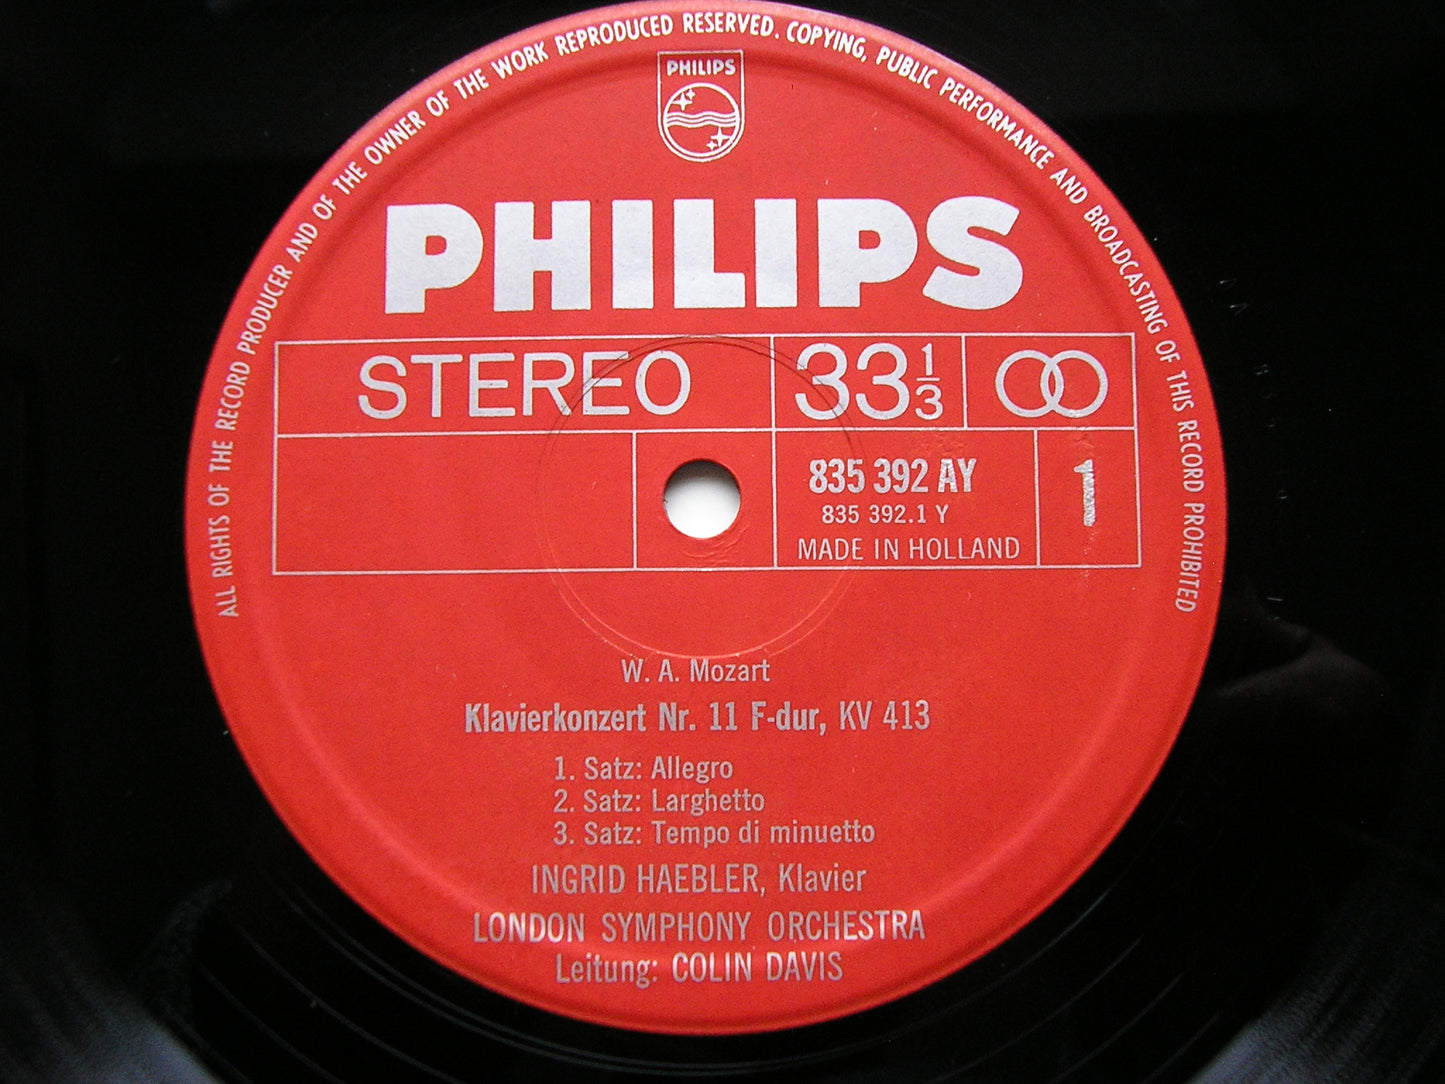 ALL RIGHTS OF THE RECORD PRODUCER AND OF THE OWNER OF THE WORK REPRODUCED RESERVED. COPYING, PUBLIC PERFORMANCE AND BROADCASTING OF THIS RECORD PROHIBITED
PHILIPS
PHILIPS
STEREO 33 1/3
835 392 AY 1
835 392.1 Y
MADE IN HOLLAND
W. A. Mozart
Klavierkonzert Nr. 11 F-dur, KV 413
1. Satz: Allegro
2. Satz: Larghetto
3. Satz: Tempo di minuetto
INGRID HAEBLER, Klavier
LONDON SYMPHONY ORCHESTRA
Leitung: COLIN DAVIS